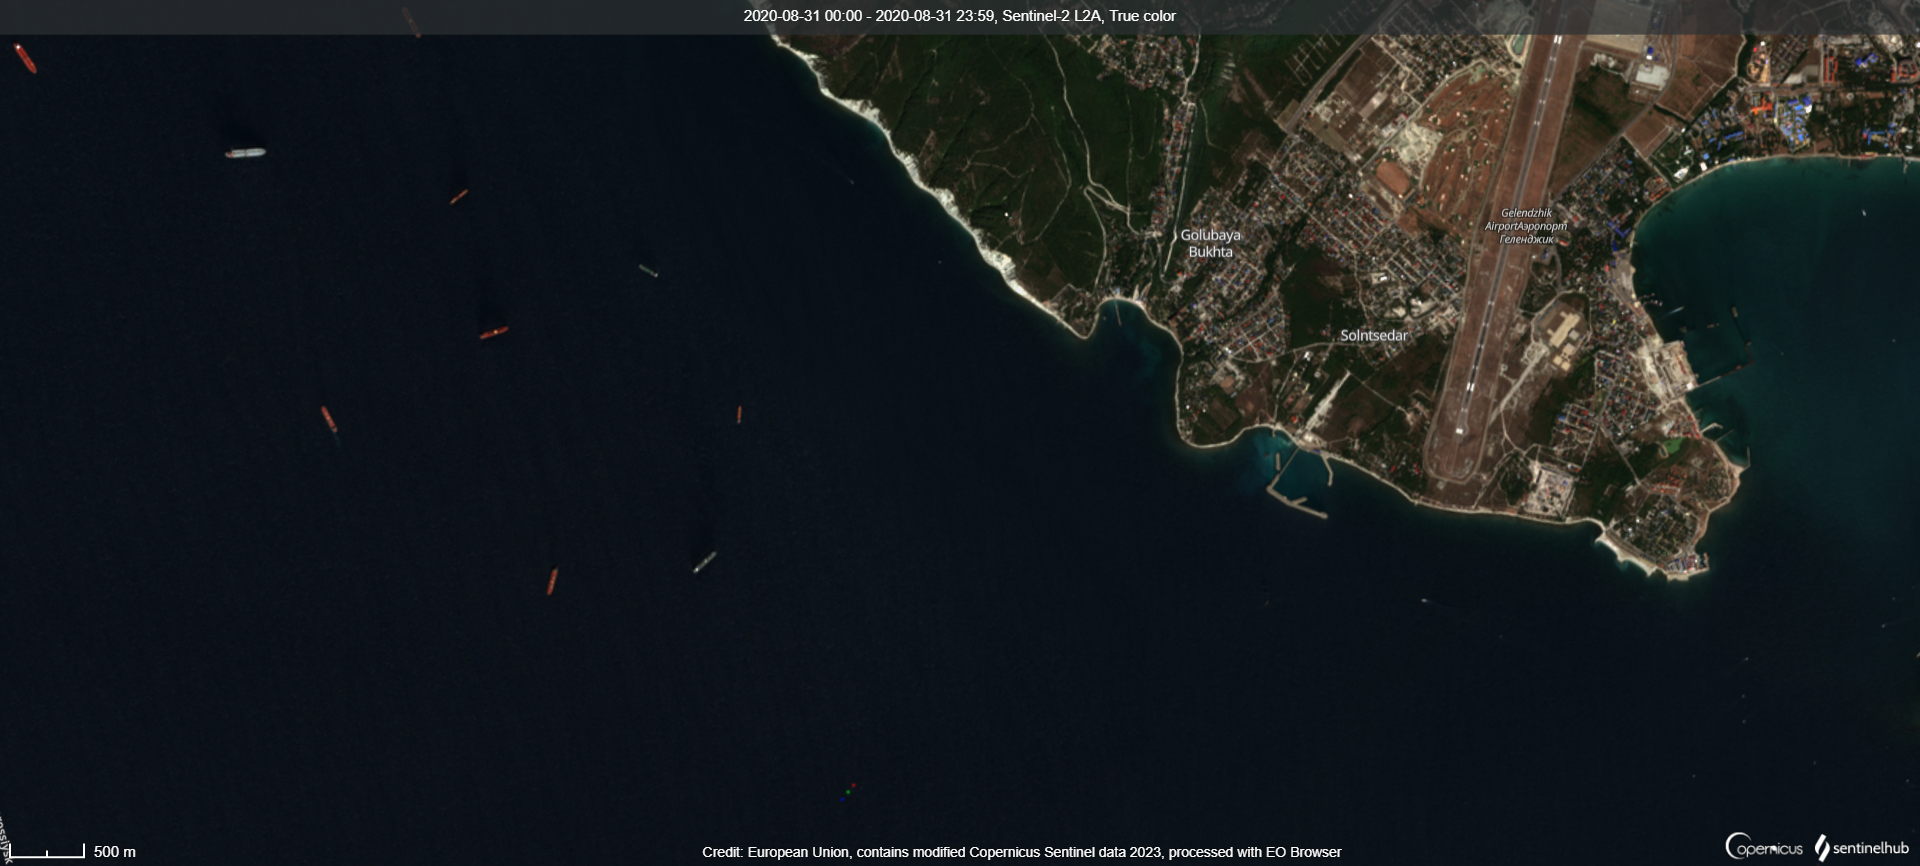 2020-08-31 00:00 - 2020-08-31 23:59, Sentinel-2 L2A, True color
Gelendzhik
AirportАэропорт
Геленджик
Golubaya
Bukhta
Solntsedar
500 m
Credit: European Union, contains modified Copernicus Sentinel data 2023, processed with EO Browser
Copernicus
sentinelhub